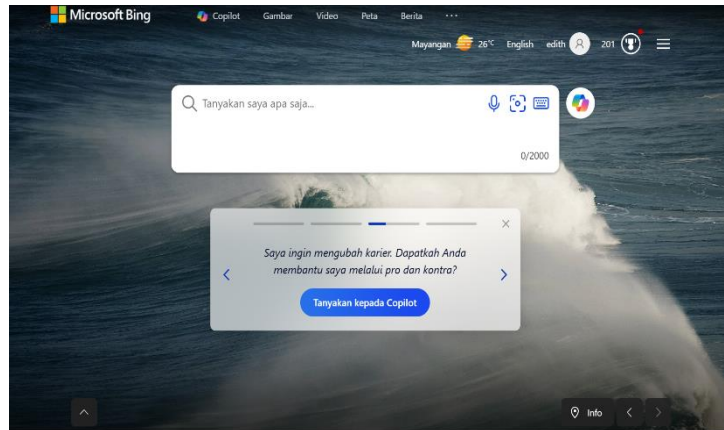 Microsoft Bing
Copilot Gambar Video Peta Berita ...
Mayangan 26°C English edith 201
Tanyakan saya apa saja...
0/2000
Saya ingin mengubah karier. Dapatkah Anda
membantu saya melalui pro dan kontra?
Tanyakan kepada Copilot
Info